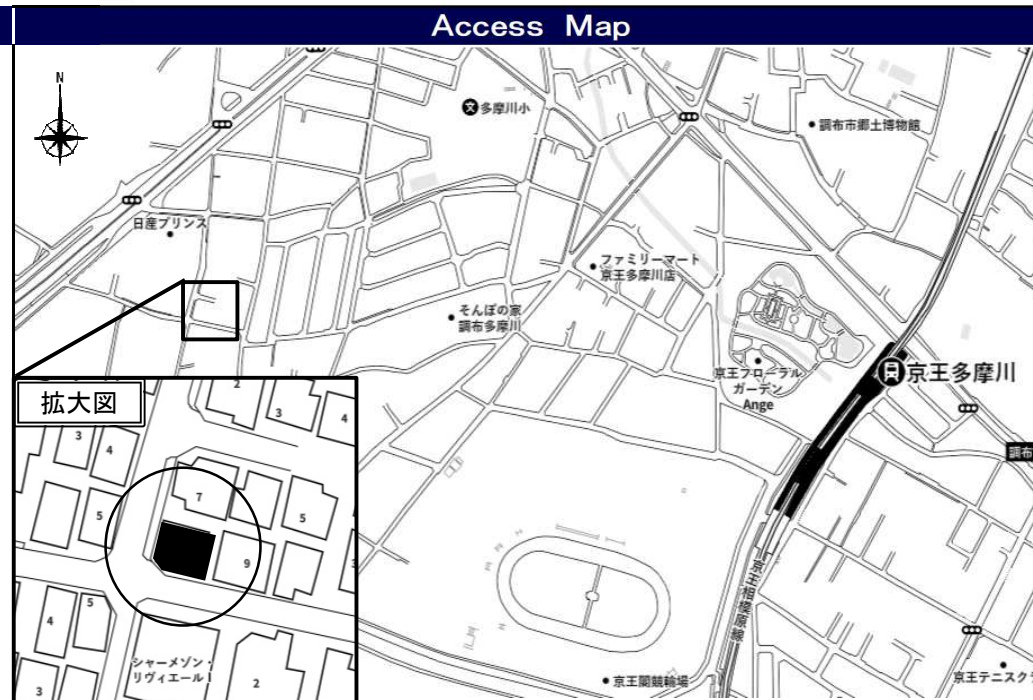 Access Map
N
多摩川小
調布市郷土博物館
日産プリンス
ファミリーマート
京王多摩川店
そんぽの家
調布多摩川
京王フローラル
ガーデン
Ange
京王多摩川
調布
拡大図
2
3
4
3
4
7
5
5
9
3
5
4
シャーメゾン・
リヴィエールⅠ
2
3
京王相模原線
京王閣競輪場
京王テニスク